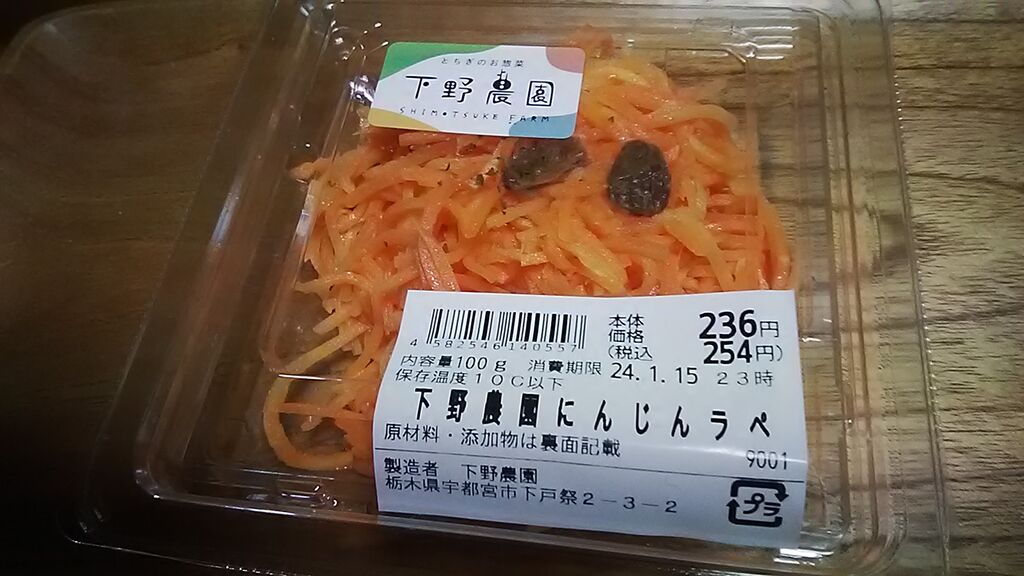 とちぎのお惣菜
下野農園
SHIMOTSUKE FARM
4582546140557
本体価格 236円
(税込 254円)
内容量100g 消費期限 24.1.15 23時
保存温度10C以下
下野農園にんじんラペ
原材料・添加物は裏面記載
9001
製造者 下野農園
栃木県宇都宮市下戸祭2-3-2
プラ